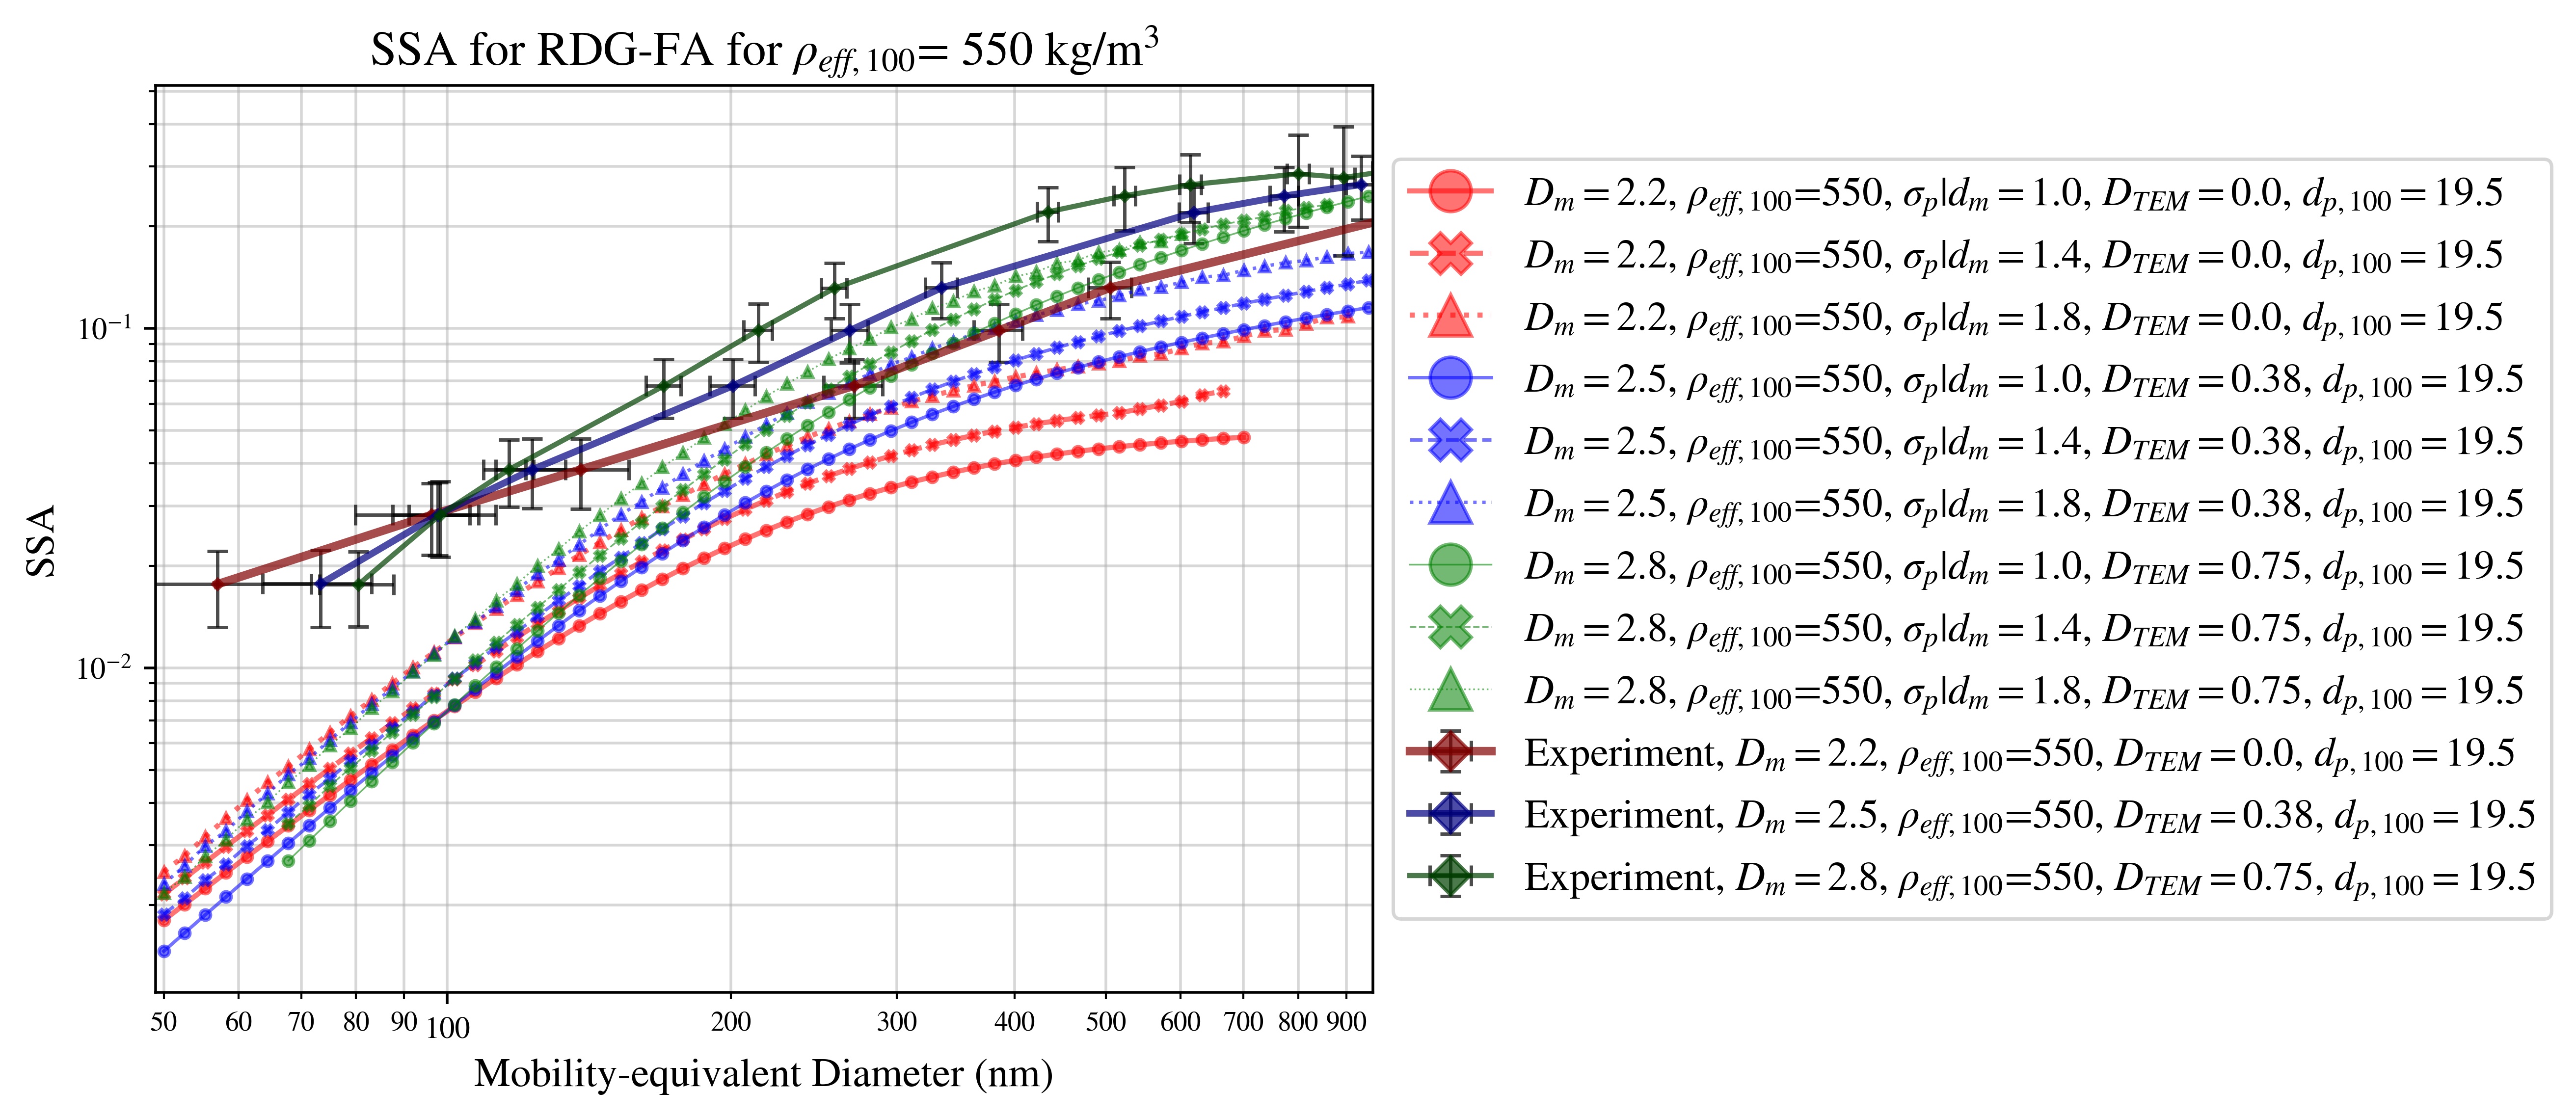 SSA for RDG-FA for ρeff,100= 550 kg/m³
SSA
10⁻¹
10⁻²
50 60 70 80 90 100 200 300 400 500 600 700 800 900
Mobility-equivalent Diameter (nm)
Dm = 2.2, ρeff,100=550, σp|dm = 1.0, DTEM = 0.0, dp,100 = 19.5
Dm = 2.2, ρeff,100=550, σp|dm = 1.4, DTEM = 0.0, dp,100 = 19.5
Dm = 2.2, ρeff,100=550, σp|dm = 1.8, DTEM = 0.0, dp,100 = 19.5
Dm = 2.5, ρeff,100=550, σp|dm = 1.0, DTEM = 0.38, dp,100 = 19.5
Dm = 2.5, ρeff,100=550, σp|dm = 1.4, DTEM = 0.38, dp,100 = 19.5
Dm = 2.5, ρeff,100=550, σp|dm = 1.8, DTEM = 0.38, dp,100 = 19.5
Dm = 2.8, ρeff,100=550, σp|dm = 1.0, DTEM = 0.75, dp,100 = 19.5
Dm = 2.8, ρeff,100=550, σp|dm = 1.4, DTEM = 0.75, dp,100 = 19.5
Dm = 2.8, ρeff,100=550, σp|dm = 1.8, DTEM = 0.75, dp,100 = 19.5
Experiment, Dm = 2.2, ρeff,100=550, DTEM = 0.0, dp,100 = 19.5
Experiment, Dm = 2.5, ρeff,100=550, DTEM = 0.38, dp,100 = 19.5
Experiment, Dm = 2.8, ρeff,100=550, DTEM = 0.75, dp,100 = 19.5